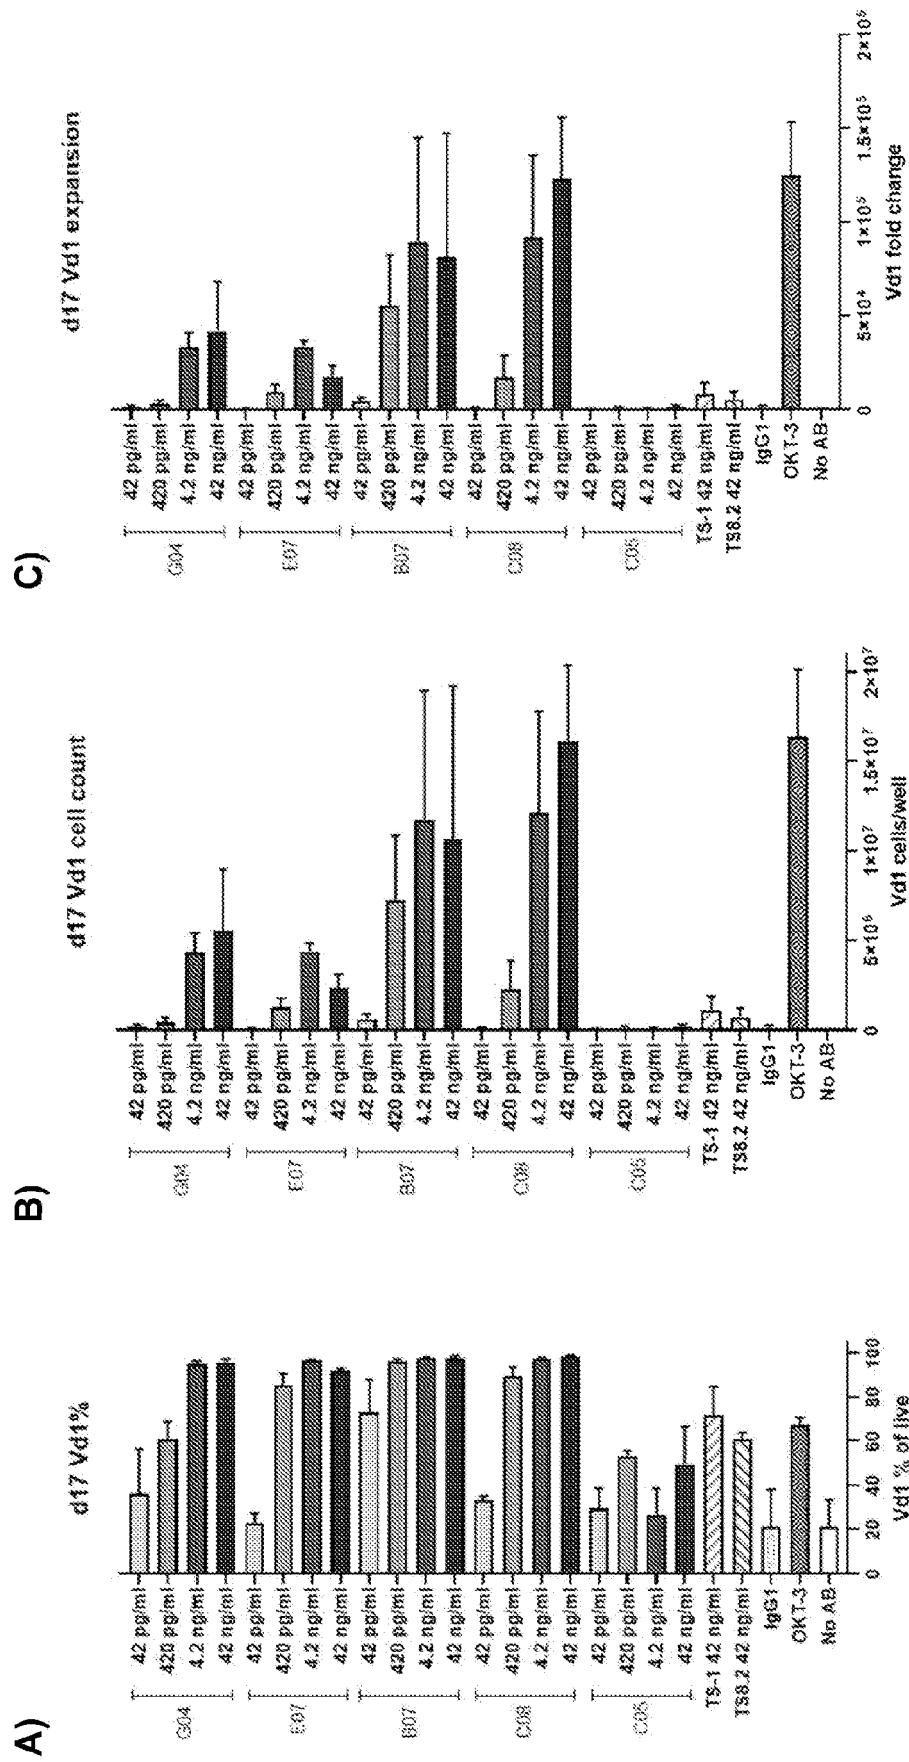 A)
d17 Vd1%
G04
42 pg/ml
420 pg/ml
4.2 ng/ml
42 ng/ml
E07
42 pg/ml
420 pg/ml
4.2 ng/ml
42 ng/ml
B07
42 pg/ml
420 pg/ml
4.2 ng/ml
42 ng/ml
C08
42 pg/ml
420 pg/ml
4.2 ng/ml
42 ng/ml
C05
42 pg/ml
420 pg/ml
4.2 ng/ml
42 ng/ml
TS-1 42 ng/ml
TS8.2 42 ng/ml
IgG1
OKT-3
No AB
0 20 40 60 80 100
Vd1 % of live
B)
d17 Vd1 cell count
G04
42 pg/ml
420 pg/ml
4.2 ng/ml
42 ng/ml
E07
42 pg/ml
420 pg/ml
4.2 ng/ml
42 ng/ml
B07
42 pg/ml
420 pg/ml
4.2 ng/ml
42 ng/ml
C08
42 pg/ml
420 pg/ml
4.2 ng/ml
42 ng/ml
C05
42 pg/ml
420 pg/ml
4.2 ng/ml
42 ng/ml
TS-1 42 ng/ml
TS8.2 42 ng/ml
IgG1
OKT-3
No AB
0 5×10⁶ 1×10⁷ 1.5×10⁷ 2×10⁷
Vd1 cells/well
C)
d17 Vd1 expansion
G04
42 pg/ml
420 pg/ml
4.2 ng/ml
42 ng/ml
E07
42 pg/ml
420 pg/ml
4.2 ng/ml
42 ng/ml
B07
42 pg/ml
420 pg/ml
4.2 ng/ml
42 ng/ml
C08
42 pg/ml
420 pg/ml
4.2 ng/ml
42 ng/ml
C05
42 pg/ml
420 pg/ml
4.2 ng/ml
42 ng/ml
TS-1 42 ng/ml
TS8.2 42 ng/ml
IgG1
OKT-3
No AB
0 5×10⁴ 1×10⁵ 1.5×10⁵ 2×10⁵
Vd1 fold change